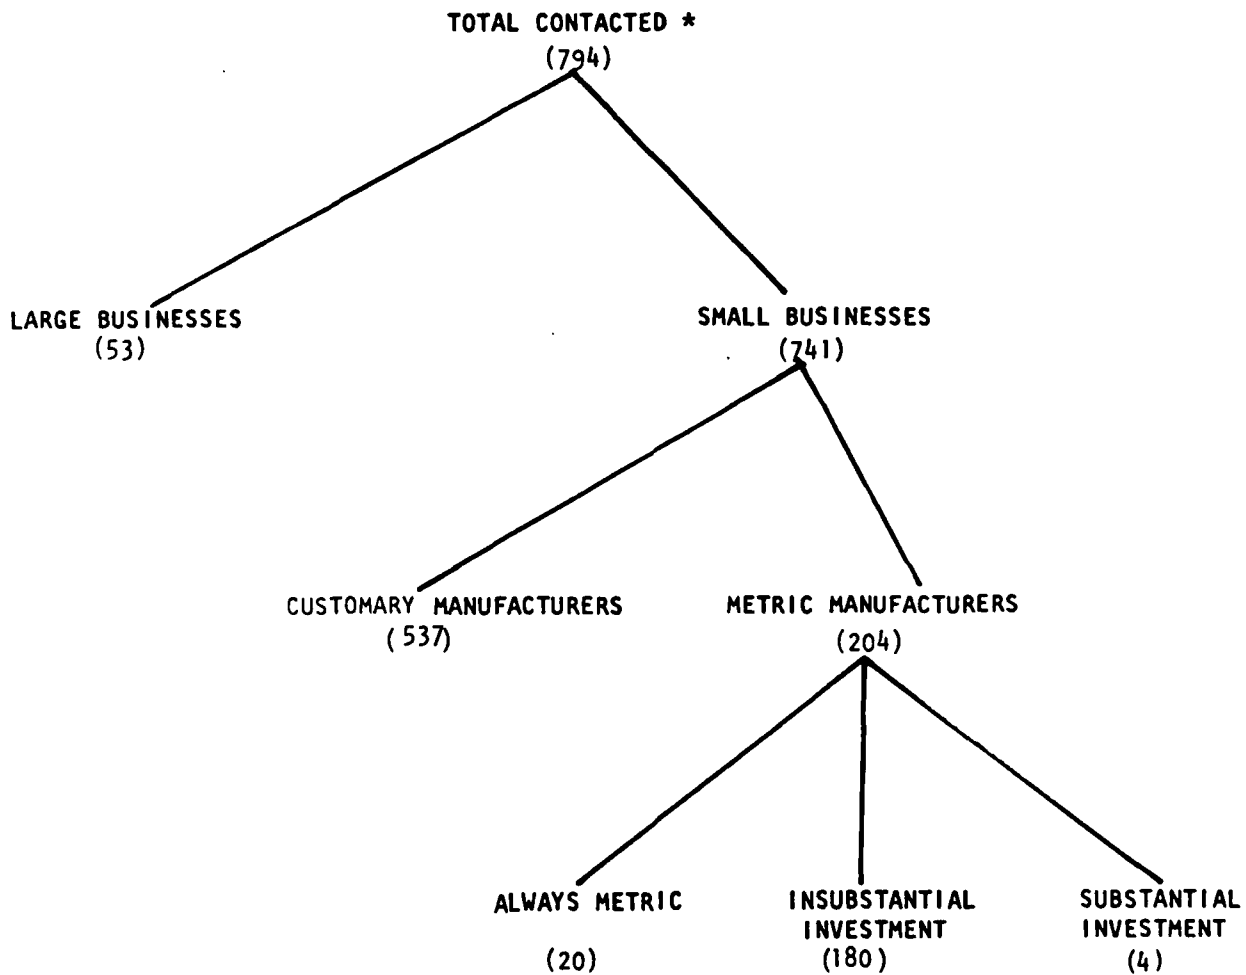 TOTAL CONTACTED *
(794)
LARGE BUSINESSES
(53)
SMALL BUSINESSES
(741)
CUSTOMARY MANUFACTURERS
(537)
METRIC MANUFACTURERS
(204)
ALWAYS METRIC
(20)
INSUBSTANTIAL
INVESTMENT
(180)
SUBSTANTIAL
INVESTMENT
(4)